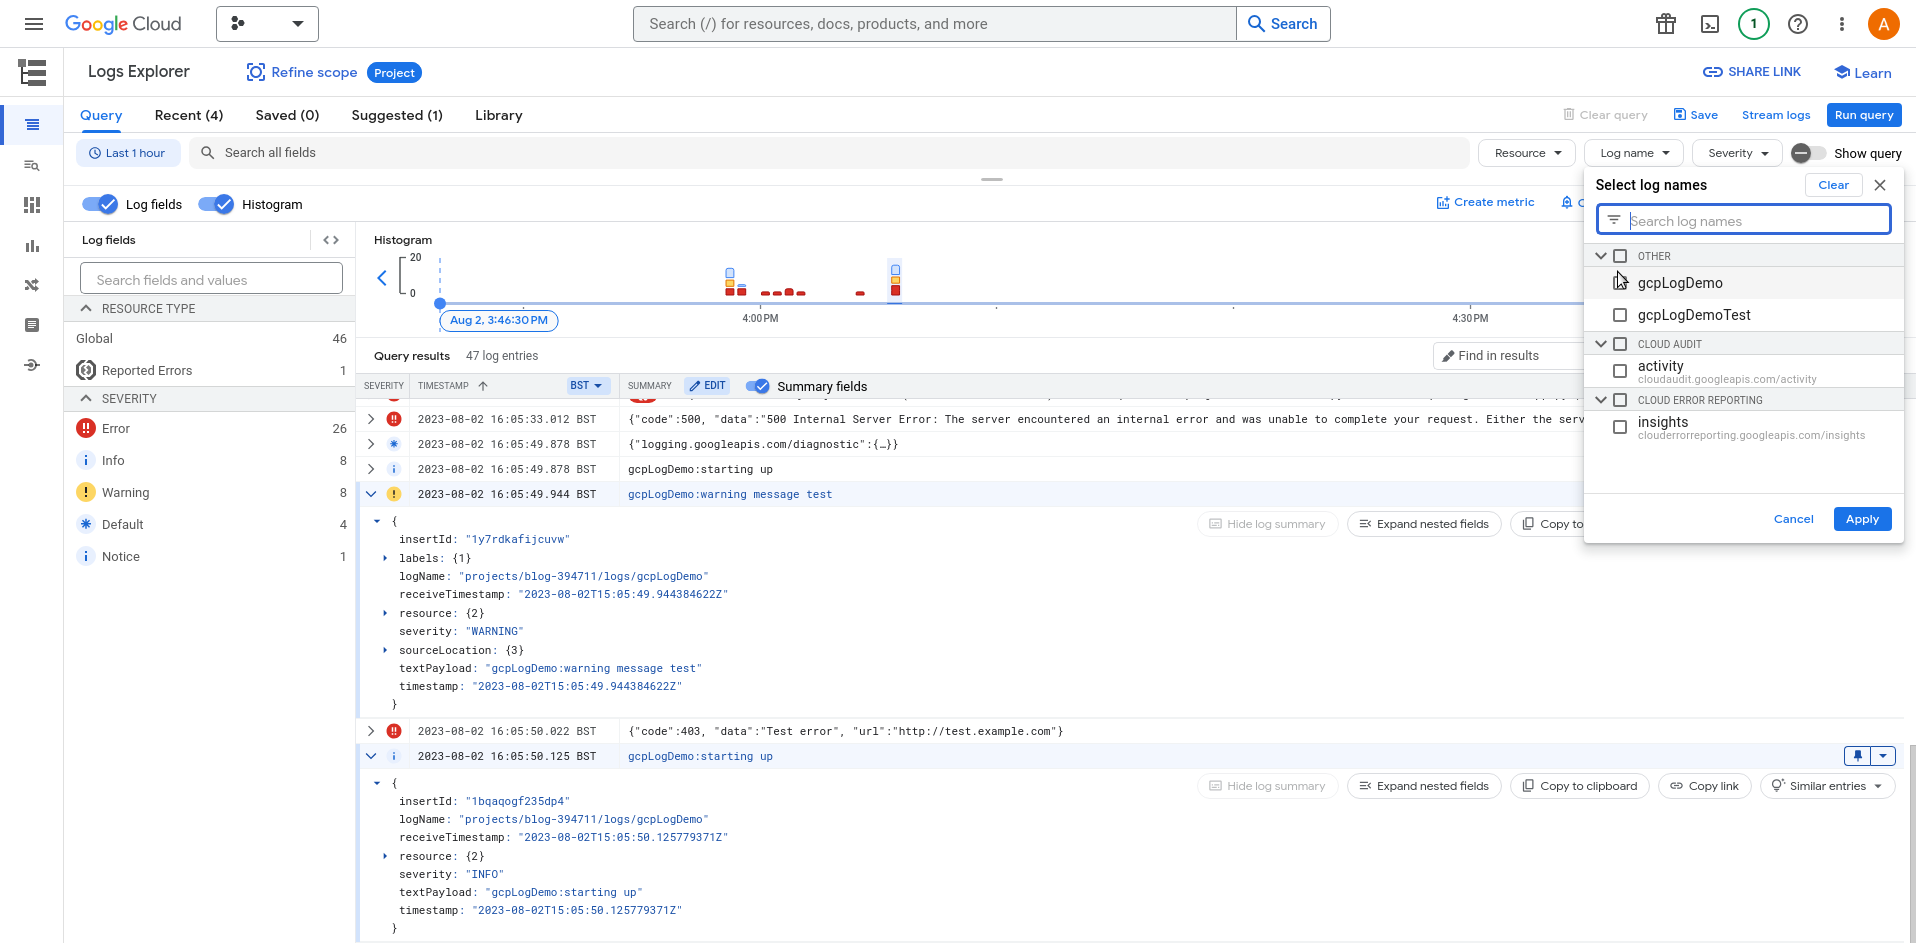 Google Cloud
Search (/) for resources, docs, products, and more
Search
1
A
Logs Explorer
Refine scope
Project
SHARE LINK
Learn
Query
Recent (4)
Saved (0)
Suggested (1)
Library
Clear query
Save
Stream logs
Run query
Last 1 hour
Search all fields
Resource
Log name
Severity
Show query
Log fields
Histogram
Create metric
Select log names
Clear
Search log names
OTHER
gcpLogDemo
gcpLogDemoTest
CLOUD AUDIT
activity
cloudaudit.googleapis.com/activity
CLOUD ERROR REPORTING
insights
clouderrorreporting.googleapis.com/insights
Cancel
Apply
Log fields
Search fields and values
RESOURCE TYPE
Global 46
Reported Errors 1
SEVERITY
Error 26
Info 8
Warning 8
Default 4
Notice 1
Histogram
20
0
Aug 2, 3:46:30 PM
4:00 PM
4:30 PM
Query results 47 log entries
Find in results
SEVERITY TIMESTAMP BST SUMMARY EDIT Summary fields
2023-08-02 16:05:33.012 BST {"code":500, "data":"500 Internal Server Error: The server encountered an internal error and was unable to complete your request. Either the serv
2023-08-02 16:05:49.878 BST {"logging.googleapis.com/diagnostic":{…}}
2023-08-02 16:05:49.878 BST gcpLogDemo:starting up
2023-08-02 16:05:49.944 BST gcpLogDemo:warning message test
{
Hide log summary
Expand nested fields
Copy to
insertId: "1y7rdkafijcuvw"
labels: {1}
logName: "projects/blog-394711/logs/gcpLogDemo"
receiveTimestamp: "2023-08-02T15:05:49.944384622Z"
resource: {2}
severity: "WARNING"
sourceLocation: {3}
textPayload: "gcpLogDemo:warning message test"
timestamp: "2023-08-02T15:05:49.944384622Z"
}
2023-08-02 16:05:50.022 BST {"code":403, "data":"Test error", "url":"http://test.example.com"}
2023-08-02 16:05:50.125 BST gcpLogDemo:starting up
{
Hide log summary
Expand nested fields
Copy to clipboard
Copy link
Similar entries
insertId: "1bqaqogf235dp4"
logName: "projects/blog-394711/logs/gcpLogDemo"
receiveTimestamp: "2023-08-02T15:05:50.125779371Z"
resource: {2}
severity: "INFO"
textPayload: "gcpLogDemo:starting up"
timestamp: "2023-08-02T15:05:50.125779371Z"
}